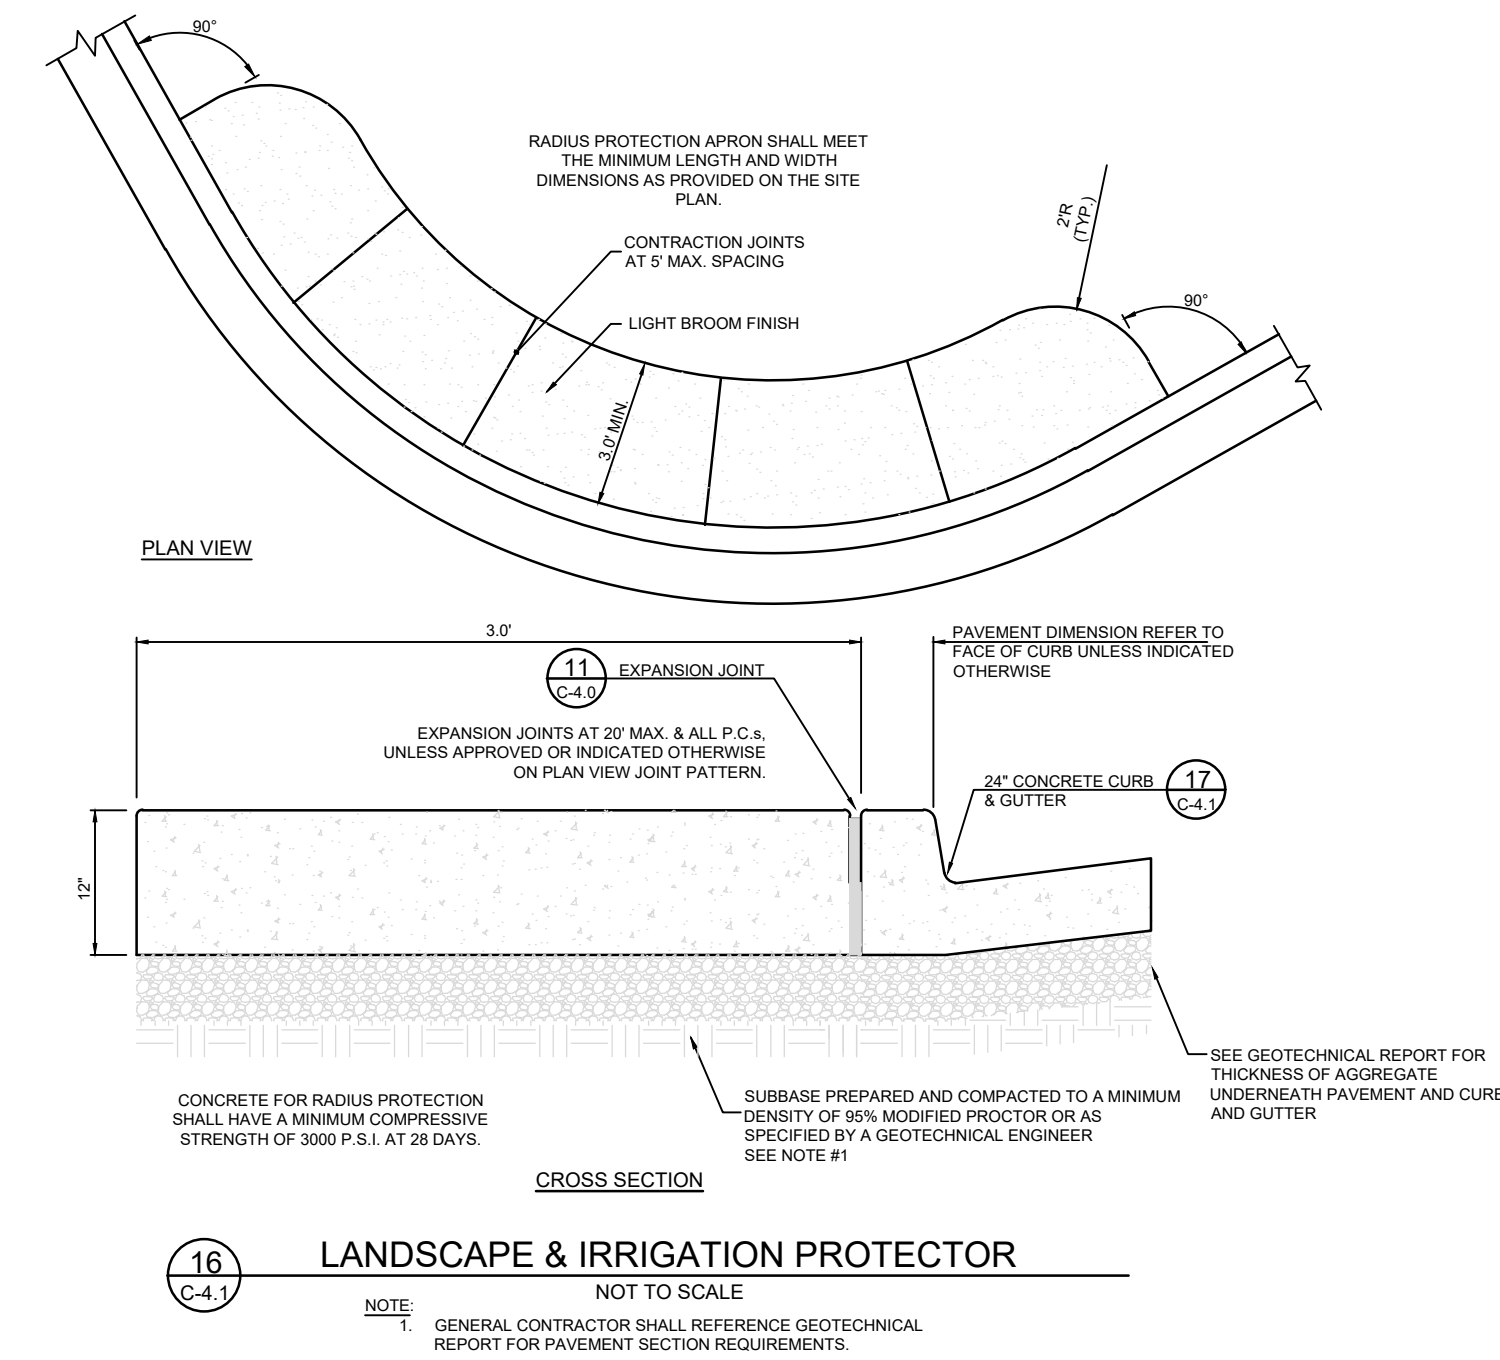 90°
RADIUS PROTECTION APRON SHALL MEET
THE MINIMUM LENGTH AND WIDTH
DIMENSIONS AS PROVIDED ON THE SITE
PLAN.
2'R
(TYP.)
CONTRACTION JOINTS
AT 5' MAX. SPACING
90°
LIGHT BROOM FINISH
3.0' MIN.
PLAN VIEW
3.0'
PAVEMENT DIMENSION REFER TO
FACE OF CURB UNLESS INDICATED
OTHERWISE
11
C-4.0
EXPANSION JOINT
EXPANSION JOINTS AT 20' MAX. & ALL P.C.s,
UNLESS APPROVED OR INDICATED OTHERWISE
ON PLAN VIEW JOINT PATTERN.
24" CONCRETE CURB
& GUTTER
17
C-4.1
12"
SEE GEOTECHNICAL REPORT FOR
THICKNESS OF AGGREGATE
UNDERNEATH PAVEMENT AND CURB
AND GUTTER
CONCRETE FOR RADIUS PROTECTION
SHALL HAVE A MINIMUM COMPRESSIVE
STRENGTH OF 3000 P.S.I. AT 28 DAYS.
SUBBASE PREPARED AND COMPACTED TO A MINIMUM
DENSITY OF 95% MODIFIED PROCTOR OR AS
SPECIFIED BY A GEOTECHNICAL ENGINEER
SEE NOTE #1
CROSS SECTION
16
C-4.1
LANDSCAPE & IRRIGATION PROTECTOR
NOT TO SCALE
NOTE:
1. GENERAL CONTRACTOR SHALL REFERENCE GEOTECHNICAL
REPORT FOR PAVEMENT SECTION REQUIREMENTS.